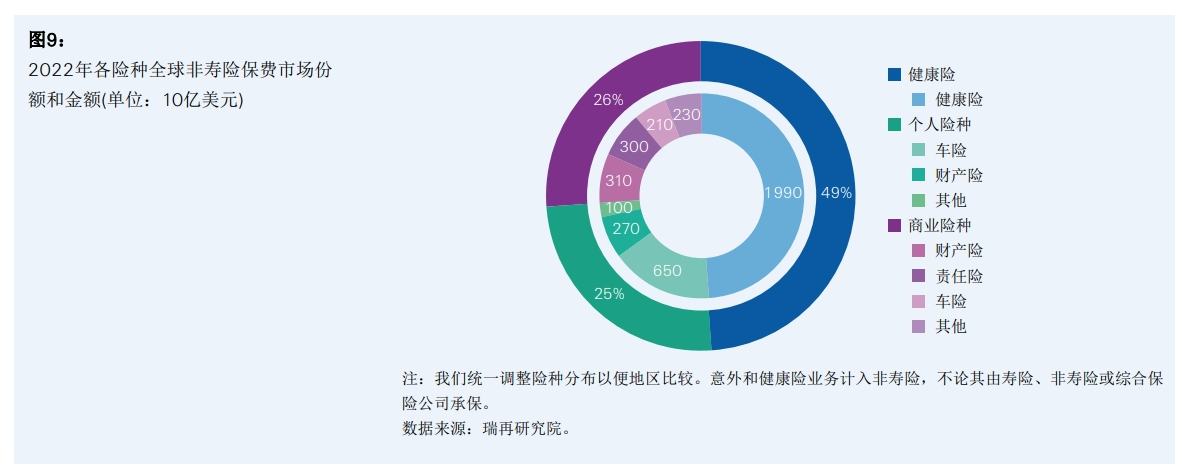 图9：
2022年各险种全球非寿险保费市场份
额和金额(单位：10亿美元)
26%
49%
25%
230
210
300
310
100
270
650
1990
健康险
健康险
个人险种
车险
财产险
其他
商业险种
财产险
责任险
车险
其他
注：我们统一调整险种分布以便地区比较。意外和健康险业务计入非寿险，不论其由寿险、非寿险或综合保
险公司承保。
数据来源：瑞再研究院。